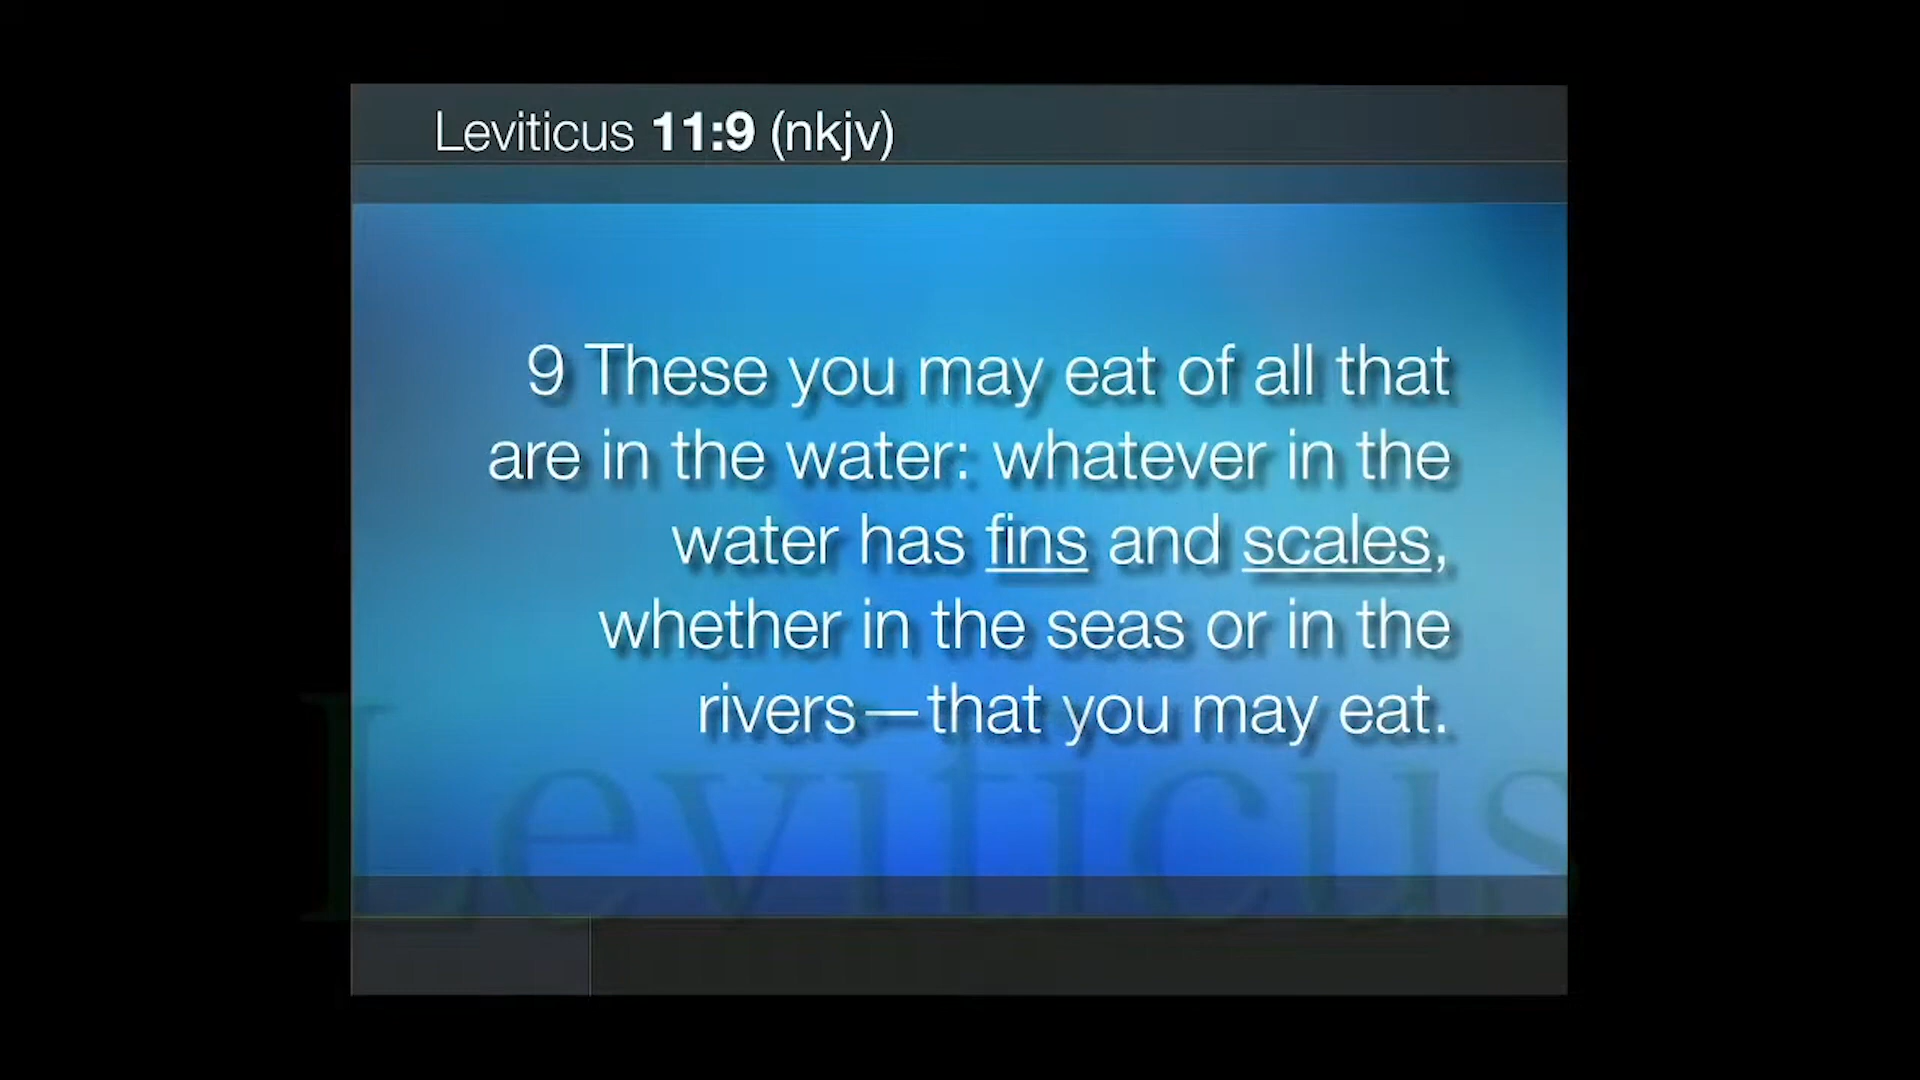 Leviticus 11:9 (nkjv)
9 These you may eat of all that
are in the water: whatever in the
water has fins and scales,
whether in the seas or in the
rivers—that you may eat.
Leviticus